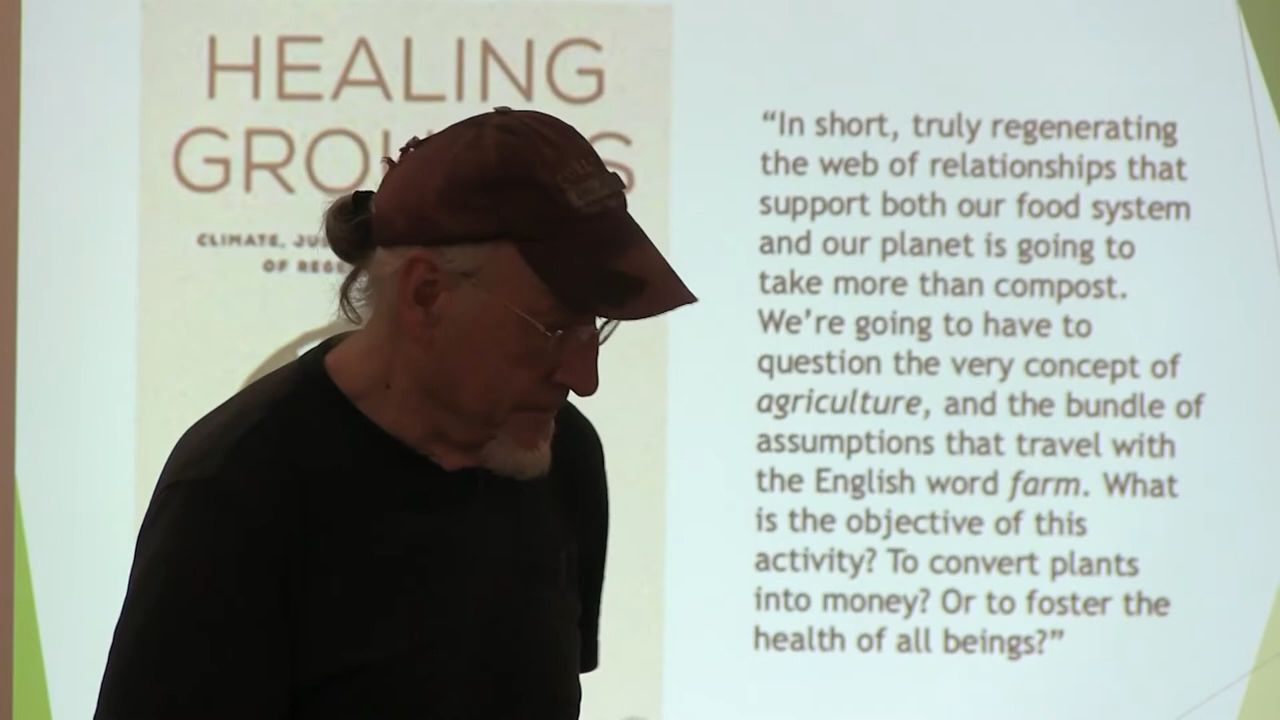 HEALING
GRO S
CLIMATE,
OF
“In short, truly regenerating
the web of relationships that
support both our food system
and our planet is going to
take more than compost.
We’re going to have to
question the very concept of
agriculture, and the bundle of
assumptions that travel with
the English word farm. What
is the objective of this
activity? To convert plants
into money? Or to foster the
health of all beings?”